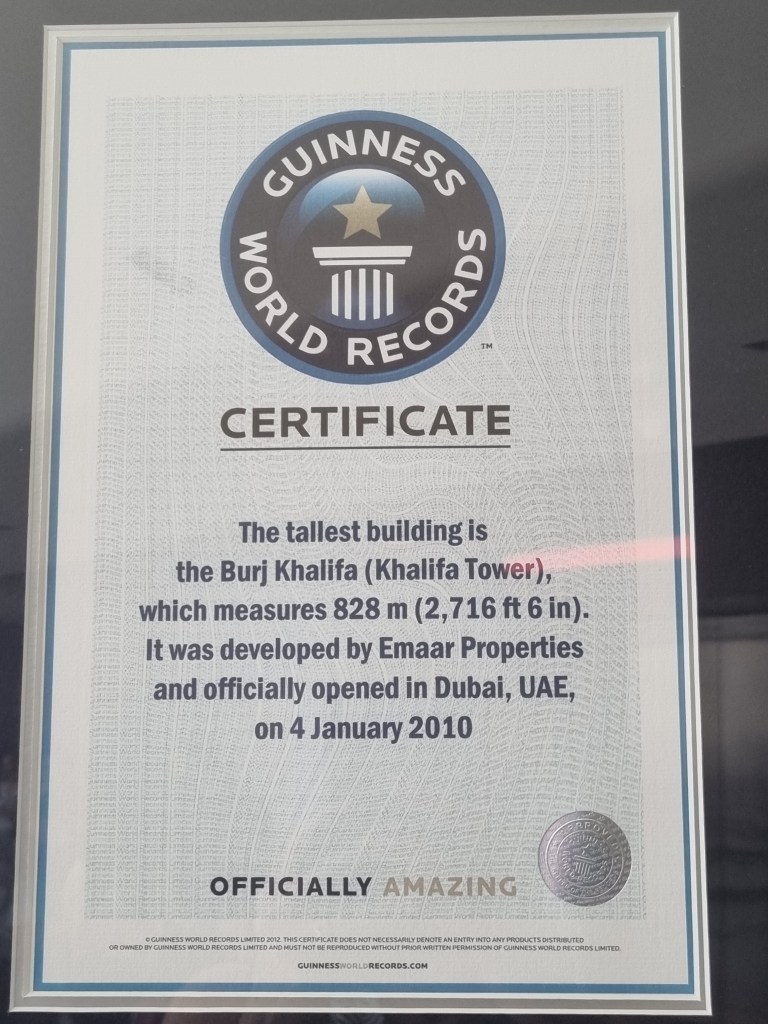 GUINNESS
WORLD RECORDS
TM
CERTIFICATE
The tallest building is
the Burj Khalifa (Khalifa Tower),
which measures 828 m (2,716 ft 6 in).
It was developed by Emaar Properties
and officially opened in Dubai, UAE,
on 4 January 2010
OFFICIALLY AMAZING
© GUINNESS WORLD RECORDS LIMITED 2012. THIS CERTIFICATE DOES NOT NECESSARILY DENOTE AN ENTRY INTO ANY PRODUCTS DISTRIBUTED
OR OWNED BY GUINNESS WORLD RECORDS LIMITED AND MUST NOT BE REPRODUCED WITHOUT PRIOR WRITTEN PERMISSION OF GUINNESS WORLD RECORDS LIMITED.
GUINNESSWORLDRECORDS.COM